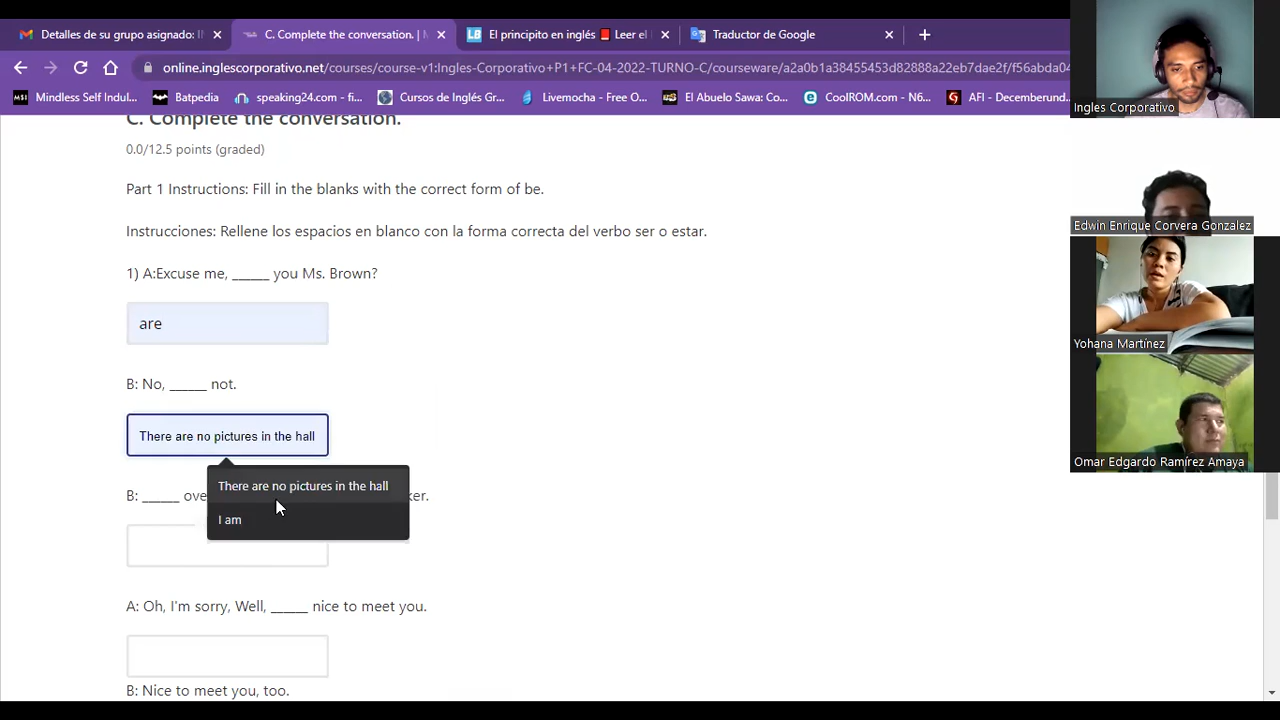 Detalles de su grupo asignado: I
C. Complete the conversation. |
El principito en inglés 📕 Leer el
Traductor de Google
online.inglescorporativo.net/courses/course-v1:Ingles-Corporativo+P1+FC-04-2022-TURNO-C/courseware/a2a0b1a38455453d82888a22eb7dae2f/f56abda04
Mindless Self Indul...
Batpedia
speaking24.com - fi...
Cursos de Inglés Gr...
Livemocha - Free O...
El Abuelo Sawa: Co...
CoolROM.com - N6...
AFI - Decemberund...
C. Complete the conversation.
0.0/12.5 points (graded)
Part 1 Instructions: Fill in the blanks with the correct form of be.
Instrucciones: Rellene los espacios en blanco con la forma correcta del verbo ser o estar.
1) A:Excuse me, ______ you Ms. Brown?
are
B: No, ______ not.
There are no pictures in the hall
There are no pictures in the hall
I am
B: ______ ove ker.
A: Oh, I'm sorry, Well, ______ nice to meet you.
B: Nice to meet you, too.
Ingles Corporativo
Edwin Enrique Corvera Gonzalez
Yohana Martínez
Omar Edgardo Ramírez Amaya